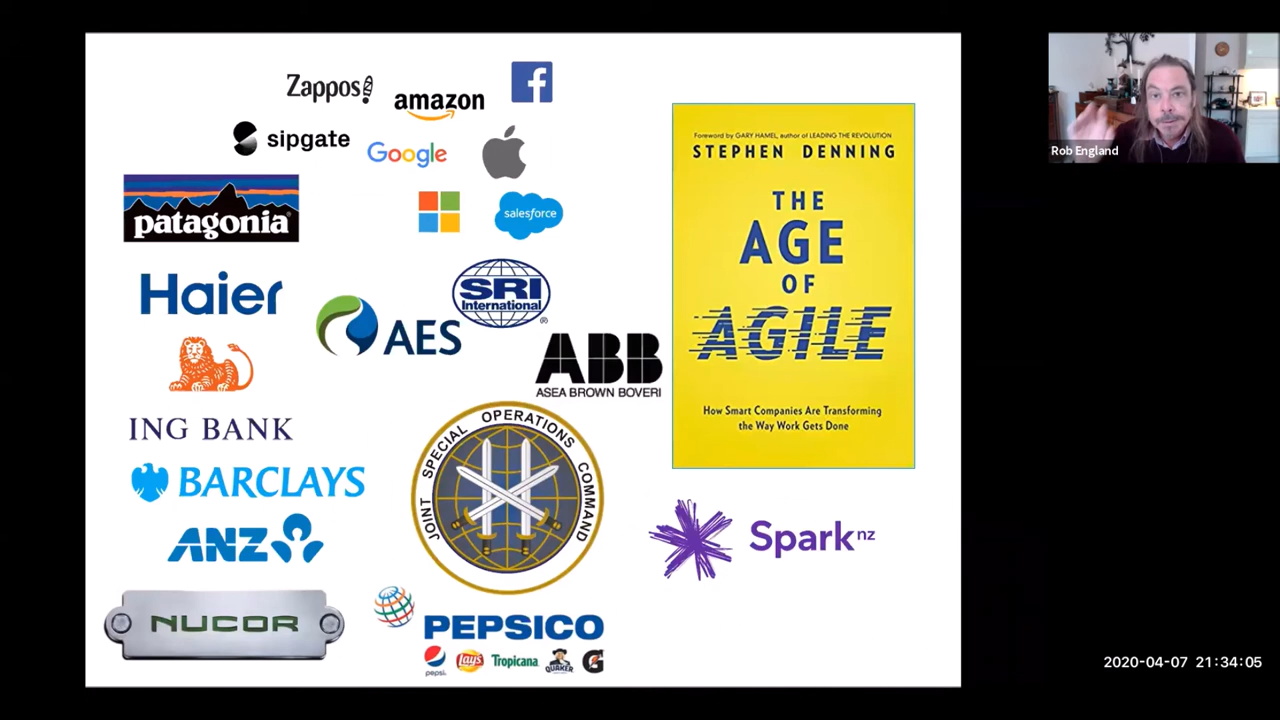 Zappos
amazon
f
sipgate
Google
patagonia®
salesforce
Haier
SRI
International
®
AES
ABB
ASEA BROWN BOVERI
ING BANK
BARCLAYS
ANZ
JOINT SPECIAL OPERATIONS COMMAND
NUCOR
PEPSICO
pepsi
Lay's
Tropicana
QUAKER
G
Foreword by GARY HAMEL, author of LEADING THE REVOLUTION
STEPHEN DENNING
THE
AGE
OF
AGILE
How Smart Companies Are Transforming
the Way Work Gets Done
Spark nz
Rob England
2020-04-07 21:34:05